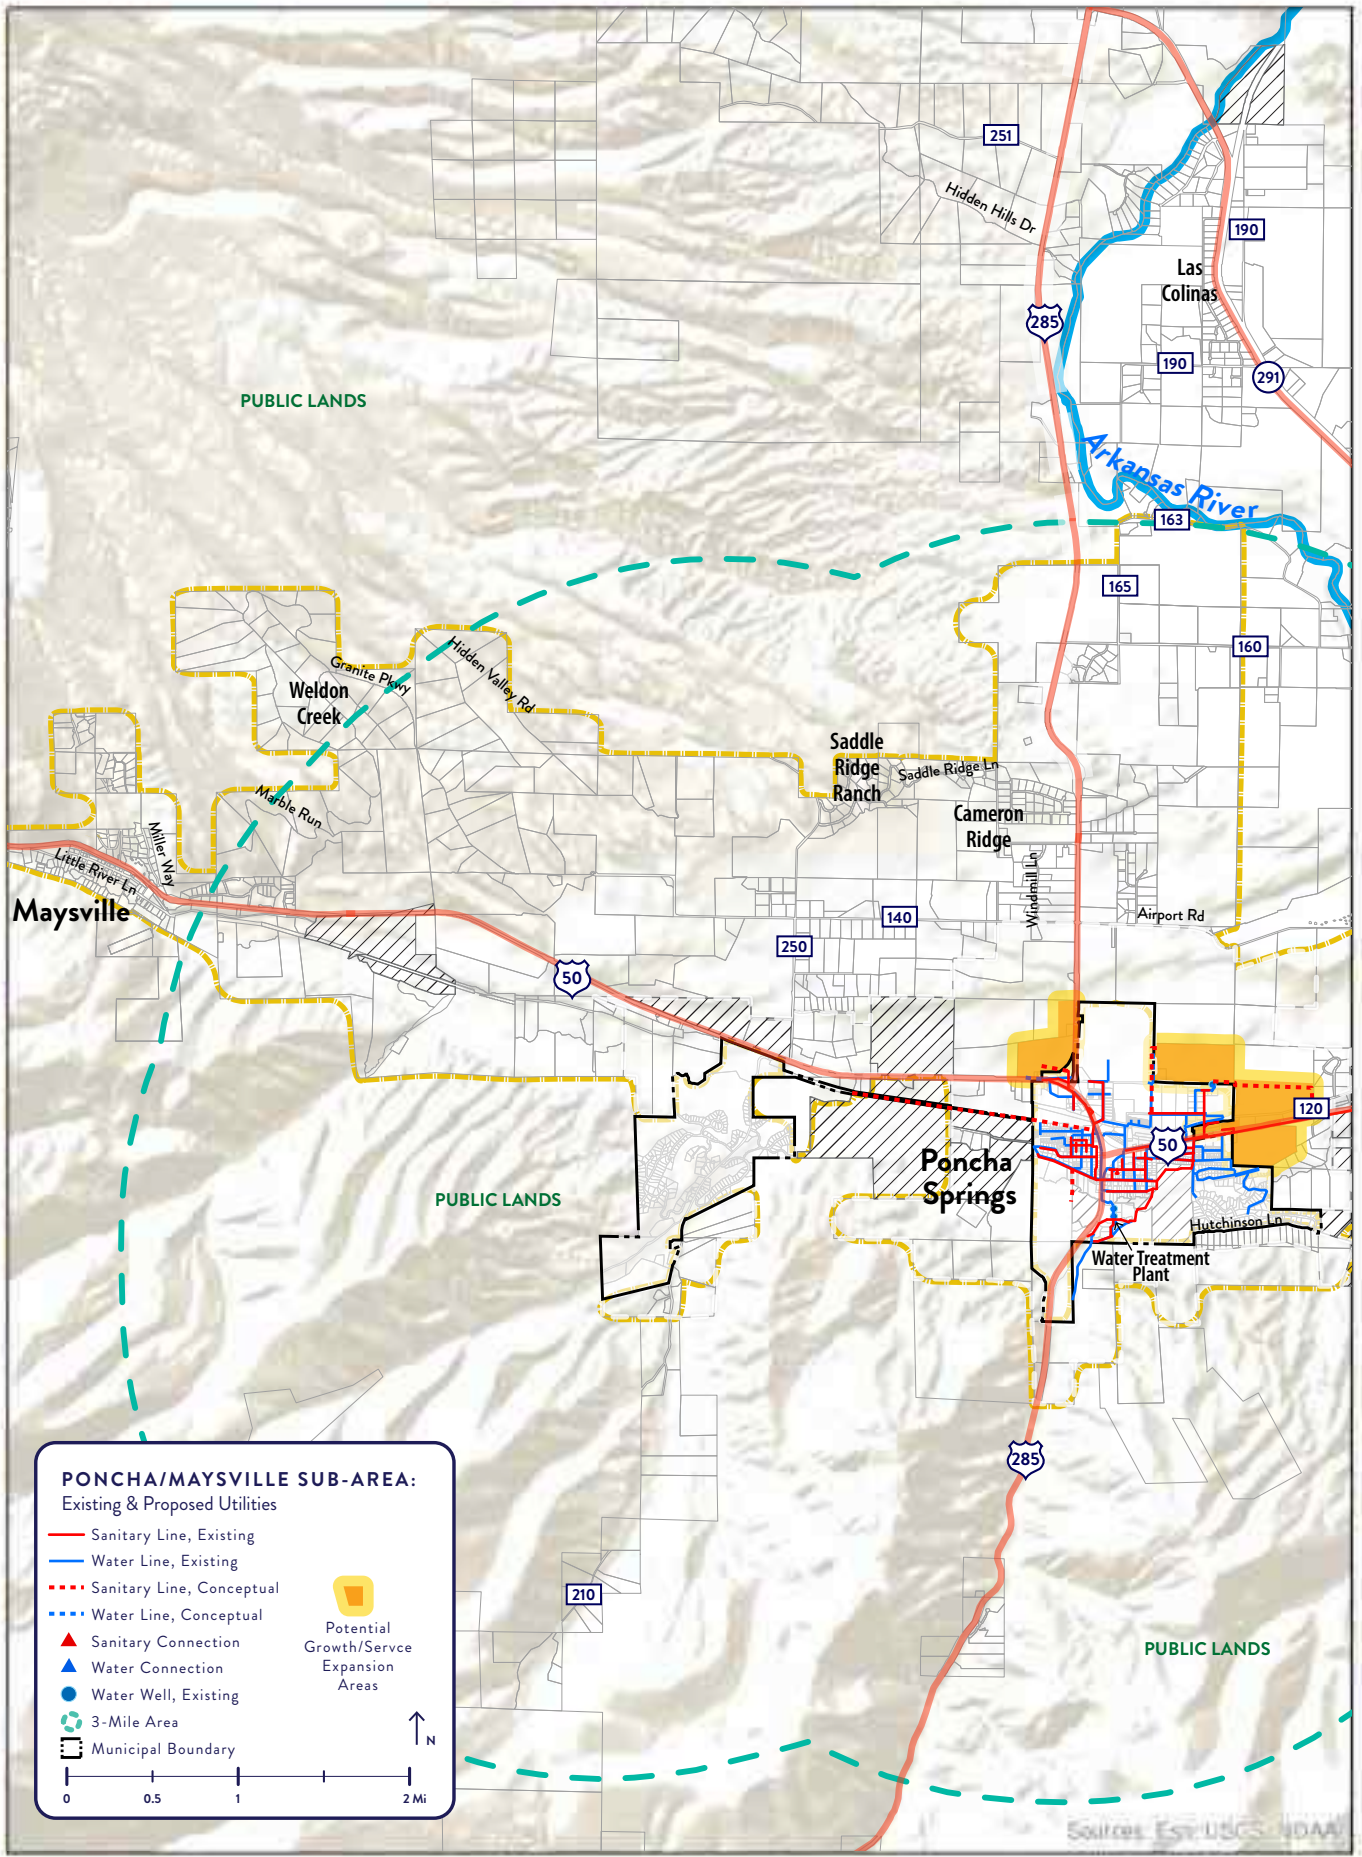 251
Hidden Hills Dr
190
Las
Colinas
285
190
291
Arkansas River
163
PUBLIC LANDS
165
160
Granite Pkwy
Hidden Valley Rd
Weldon
Creek
Saddle
Ridge
Ranch
Saddle Ridge Ln
Marble Run
Cameron
Ridge
Miller Way
Little River Ln
Windmill Ln
Maysville
140
Airport Rd
250
50
120
50
Poncha
Springs
PUBLIC LANDS
Hutchinson Ln
Water Treatment
Plant
285
PONCHA/MAYSVILLE SUB-AREA:
Existing & Proposed Utilities
Sanitary Line, Existing
Water Line, Existing
Sanitary Line, Conceptual
Water Line, Conceptual
Sanitary Connection
Water Connection
Water Well, Existing
3-Mile Area
Municipal Boundary
Potential
Growth/Servce
Expansion
Areas
N
0 0.5 1 2 Mi
210
PUBLIC LANDS
Sources: Esri, USGS, NOAA